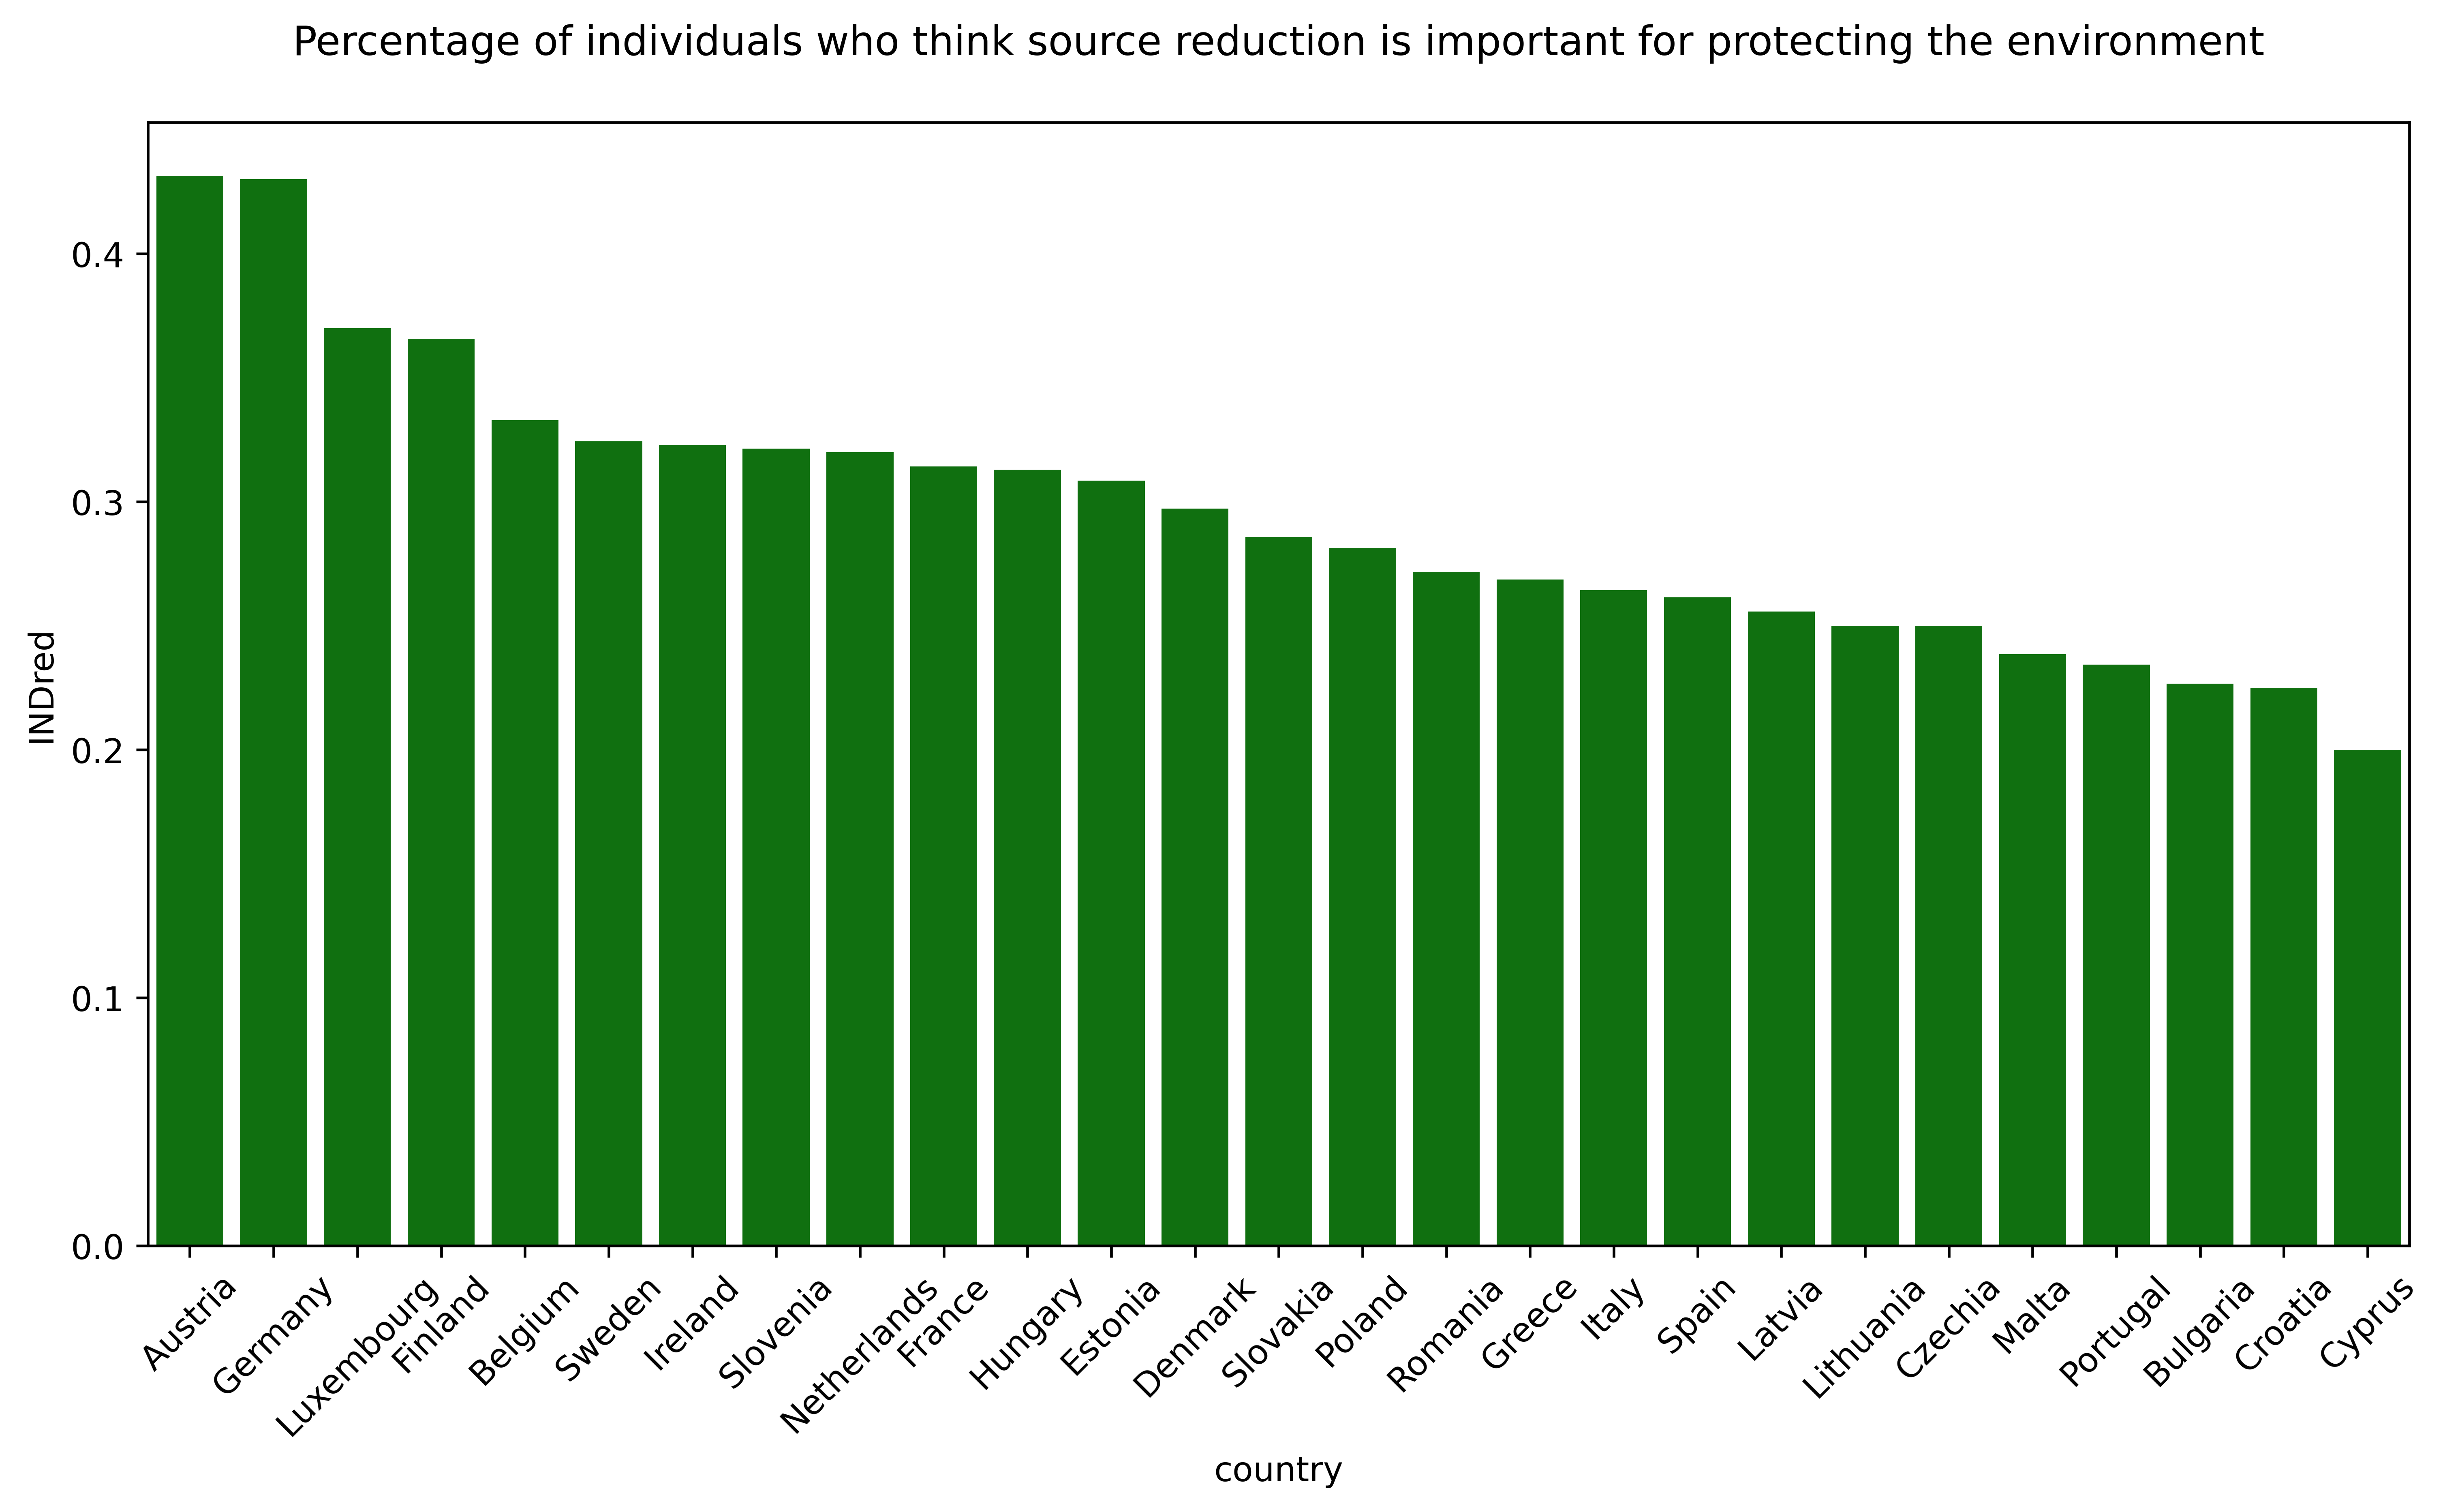 Percentage of individuals who think source reduction is important for protecting the environment
INDred
0.4
0.3
0.2
0.1
0.0
Austria
Germany
Luxembourg
Finland
Belgium
Sweden
Ireland
Slovenia
Netherlands
France
Hungary
Estonia
Denmark
Slovakia
Poland
Romania
Greece
Italy
Spain
Latvia
Lithuania
Czechia
Malta
Portugal
Bulgaria
Croatia
Cyprus
country